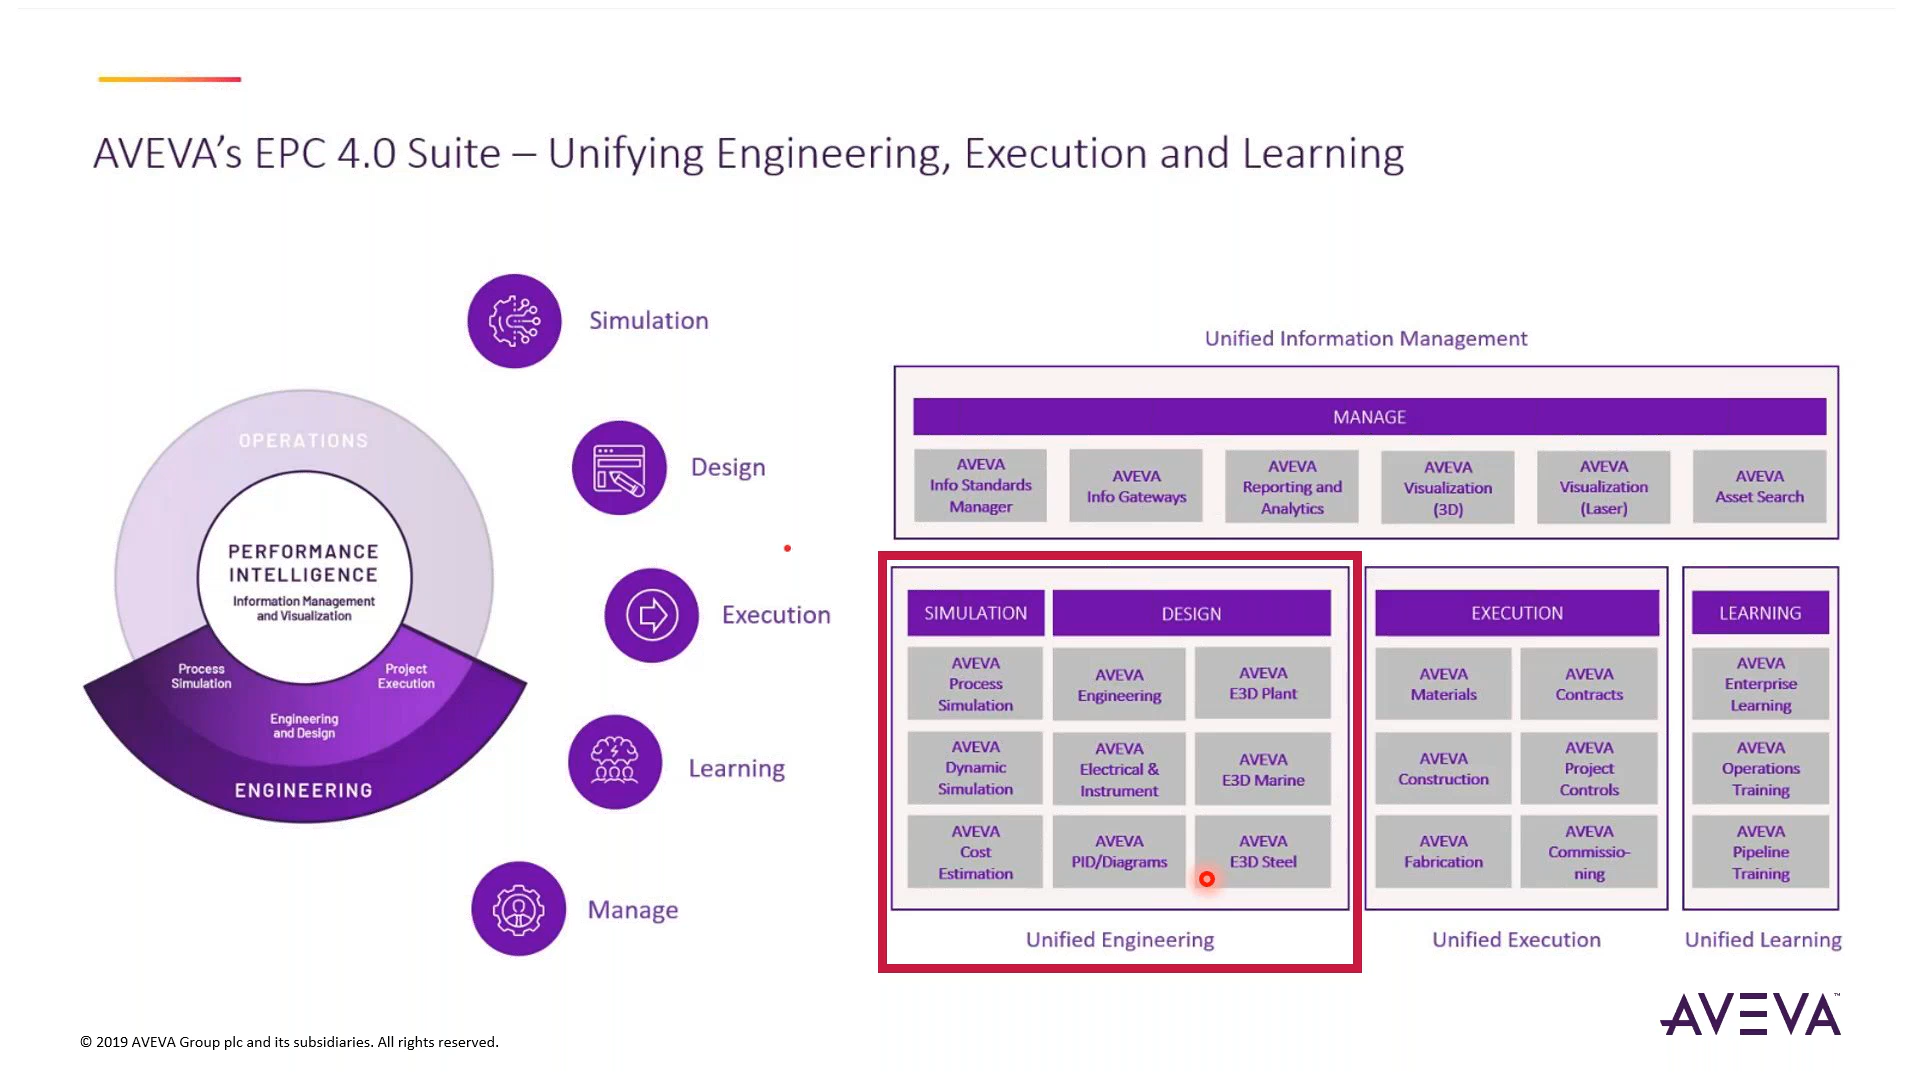 AVEVA's EPC 4.0 Suite – Unifying Engineering, Execution and Learning
OPERATIONS
PERFORMANCE
INTELLIGENCE
Information Management
and Visualization
Process
Simulation
Project
Execution
Engineering
and Design
ENGINEERING
Simulation
Design
Execution
Learning
Manage
Unified Information Management
MANAGE
AVEVA
Info Standards
Manager
AVEVA
Info Gateways
AVEVA
Reporting and
Analytics
AVEVA
Visualization
(3D)
AVEVA
Visualization
(Laser)
AVEVA
Asset Search
SIMULATION
AVEVA
Process
Simulation
AVEVA
Dynamic
Simulation
AVEVA
Cost
Estimation
DESIGN
AVEVA
Engineering
AVEVA
E3D Plant
AVEVA
Electrical &
Instrument
AVEVA
E3D Marine
AVEVA
PID/Diagrams
AVEVA
E3D Steel
Unified Engineering
EXECUTION
AVEVA
Materials
AVEVA
Contracts
AVEVA
Construction
AVEVA
Project
Controls
AVEVA
Fabrication
AVEVA
Commissio-
ning
Unified Execution
LEARNING
AVEVA
Enterprise
Learning
AVEVA
Operations
Training
AVEVA
Pipeline
Training
Unified Learning
AVEVA™
© 2019 AVEVA Group plc and its subsidiaries. All rights reserved.